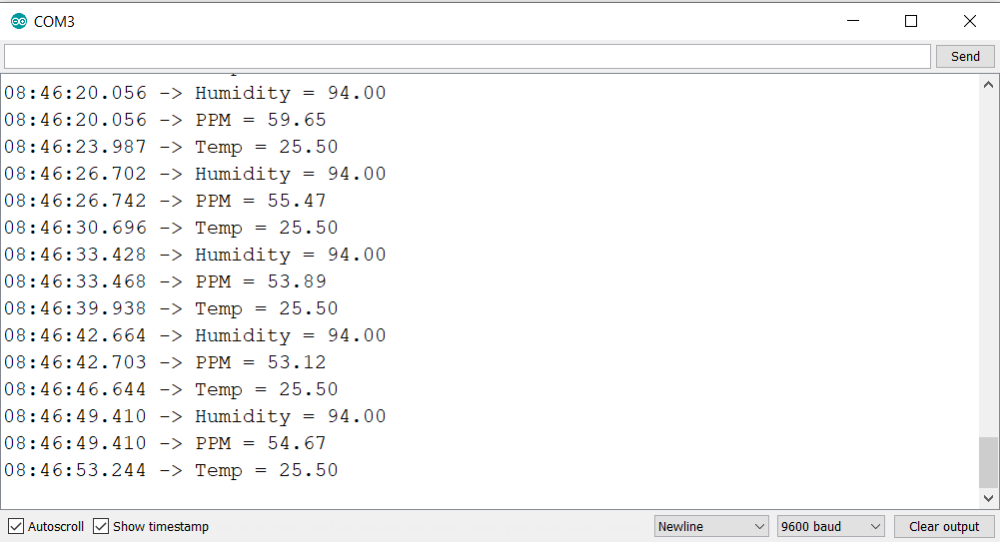 COM3
Send
08:46:20.056 -> Humidity = 94.00
08:46:20.056 -> PPM = 59.65
08:46:23.987 -> Temp = 25.50
08:46:26.702 -> Humidity = 94.00
08:46:26.742 -> PPM = 55.47
08:46:30.696 -> Temp = 25.50
08:46:33.428 -> Humidity = 94.00
08:46:33.468 -> PPM = 53.89
08:46:39.938 -> Temp = 25.50
08:46:42.664 -> Humidity = 94.00
08:46:42.703 -> PPM = 53.12
08:46:46.644 -> Temp = 25.50
08:46:49.410 -> Humidity = 94.00
08:46:49.410 -> PPM = 54.67
08:46:53.244 -> Temp = 25.50
Autoscroll Show timestamp Newline 9600 baud Clear output